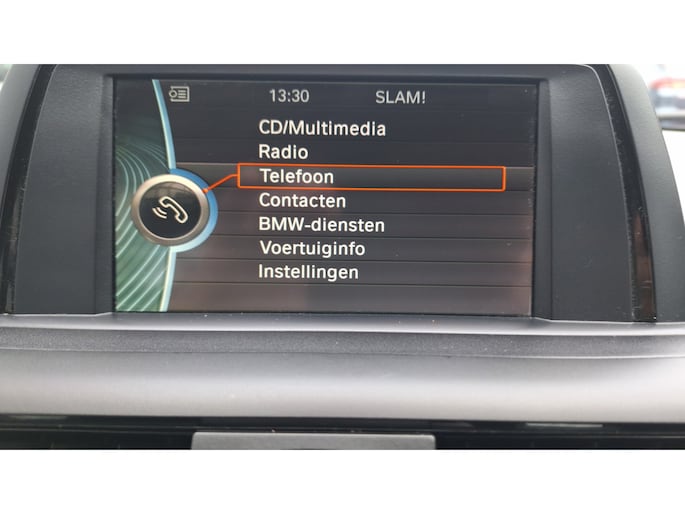 13:30 SLAM!
CD/Multimedia
Radio
Telefoon
Contacten
BMW-diensten
Voertuiginfo
Instellingen